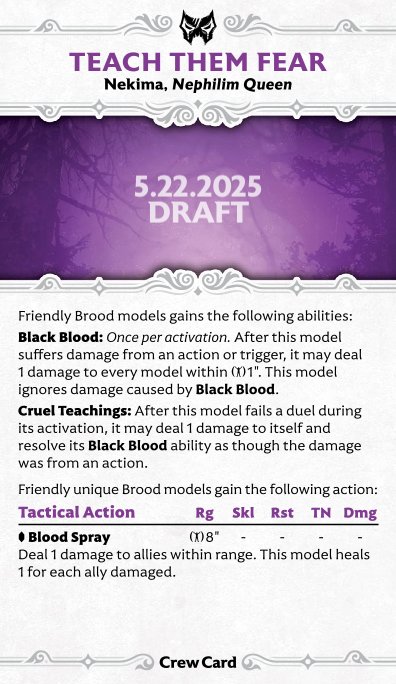 TEACH THEM FEAR
Nekima, Nephilim Queen
5.22.2025
DRAFT
Friendly Brood models gains the following abilities:
Black Blood: Once per activation. After this model
suffers damage from an action or trigger, it may deal
1 damage to every model within 1". This model
ignores damage caused by Black Blood.
Cruel Teachings: After this model fails a duel during
its activation, it may deal 1 damage to itself and
resolve its Black Blood ability as though the damage
was from an action.
Friendly unique Brood models gain the following action:
Tactical Action Rg Skl Rst TN Dmg
Blood Spray 8" - - - -
Deal 1 damage to allies within range. This model heals
1 for each ally damaged.
Crew Card